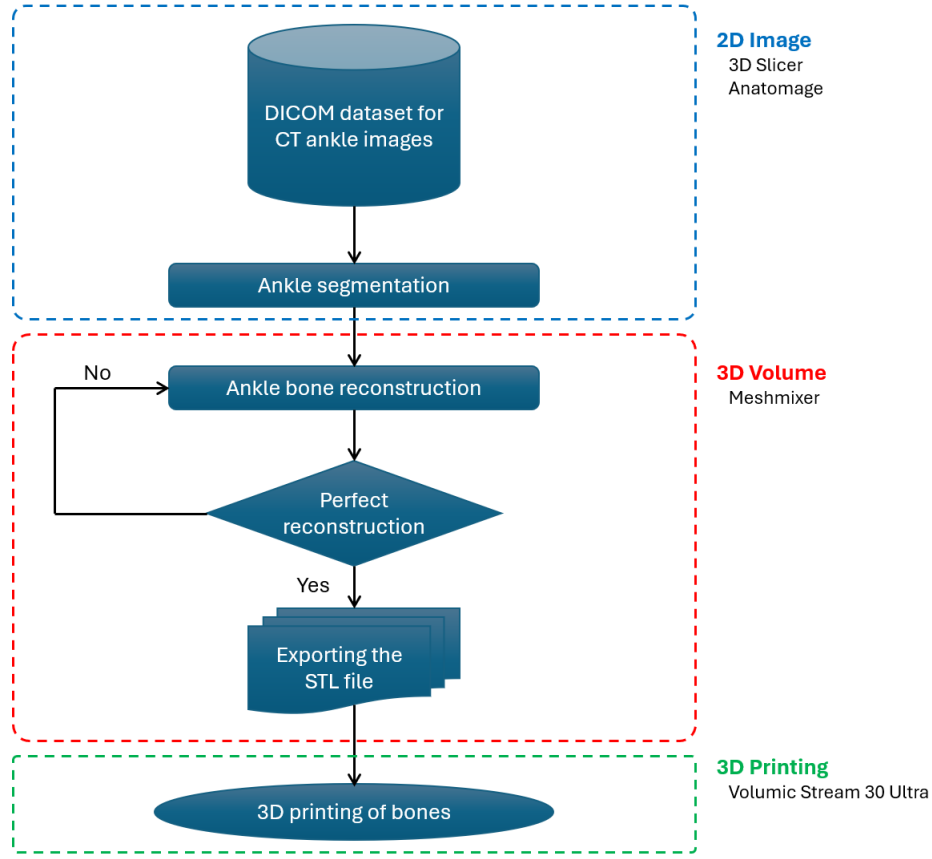 2D Image
3D Slicer
Anatomage
DICOM dataset for
CT ankle images
Ankle segmentation
3D Volume
Meshmixer
No
Ankle bone reconstruction
Perfect
reconstruction
Yes
Exporting the
STL file
3D Printing
Volumic Stream 30 Ultra
3D printing of bones